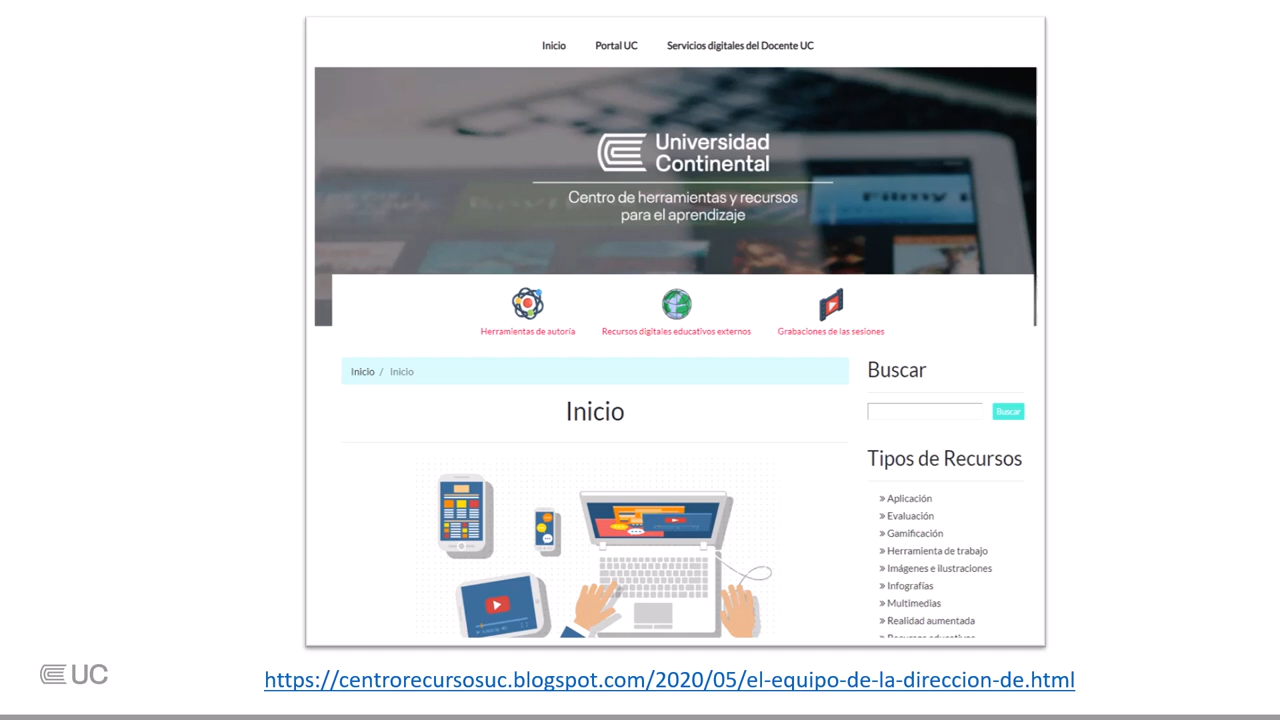 Inicio Portal UC Servicios digitales del Docente UC
Universidad
Continental
Centro de herramientas y recursos
para el aprendizaje
Herramientas de autoría Recursos digitales educativos externos Grabaciones de las sesiones
Inicio / Inicio
Inicio
Buscar
Buscar
Tipos de Recursos
» Aplicación
» Evaluación
» Gamificación
» Herramienta de trabajo
» Imágenes e ilustraciones
» Infografías
» Multimedias
» Realidad aumentada
UC
https://centrorecursosuc.blogspot.com/2020/05/el-equipo-de-la-direccion-de.html